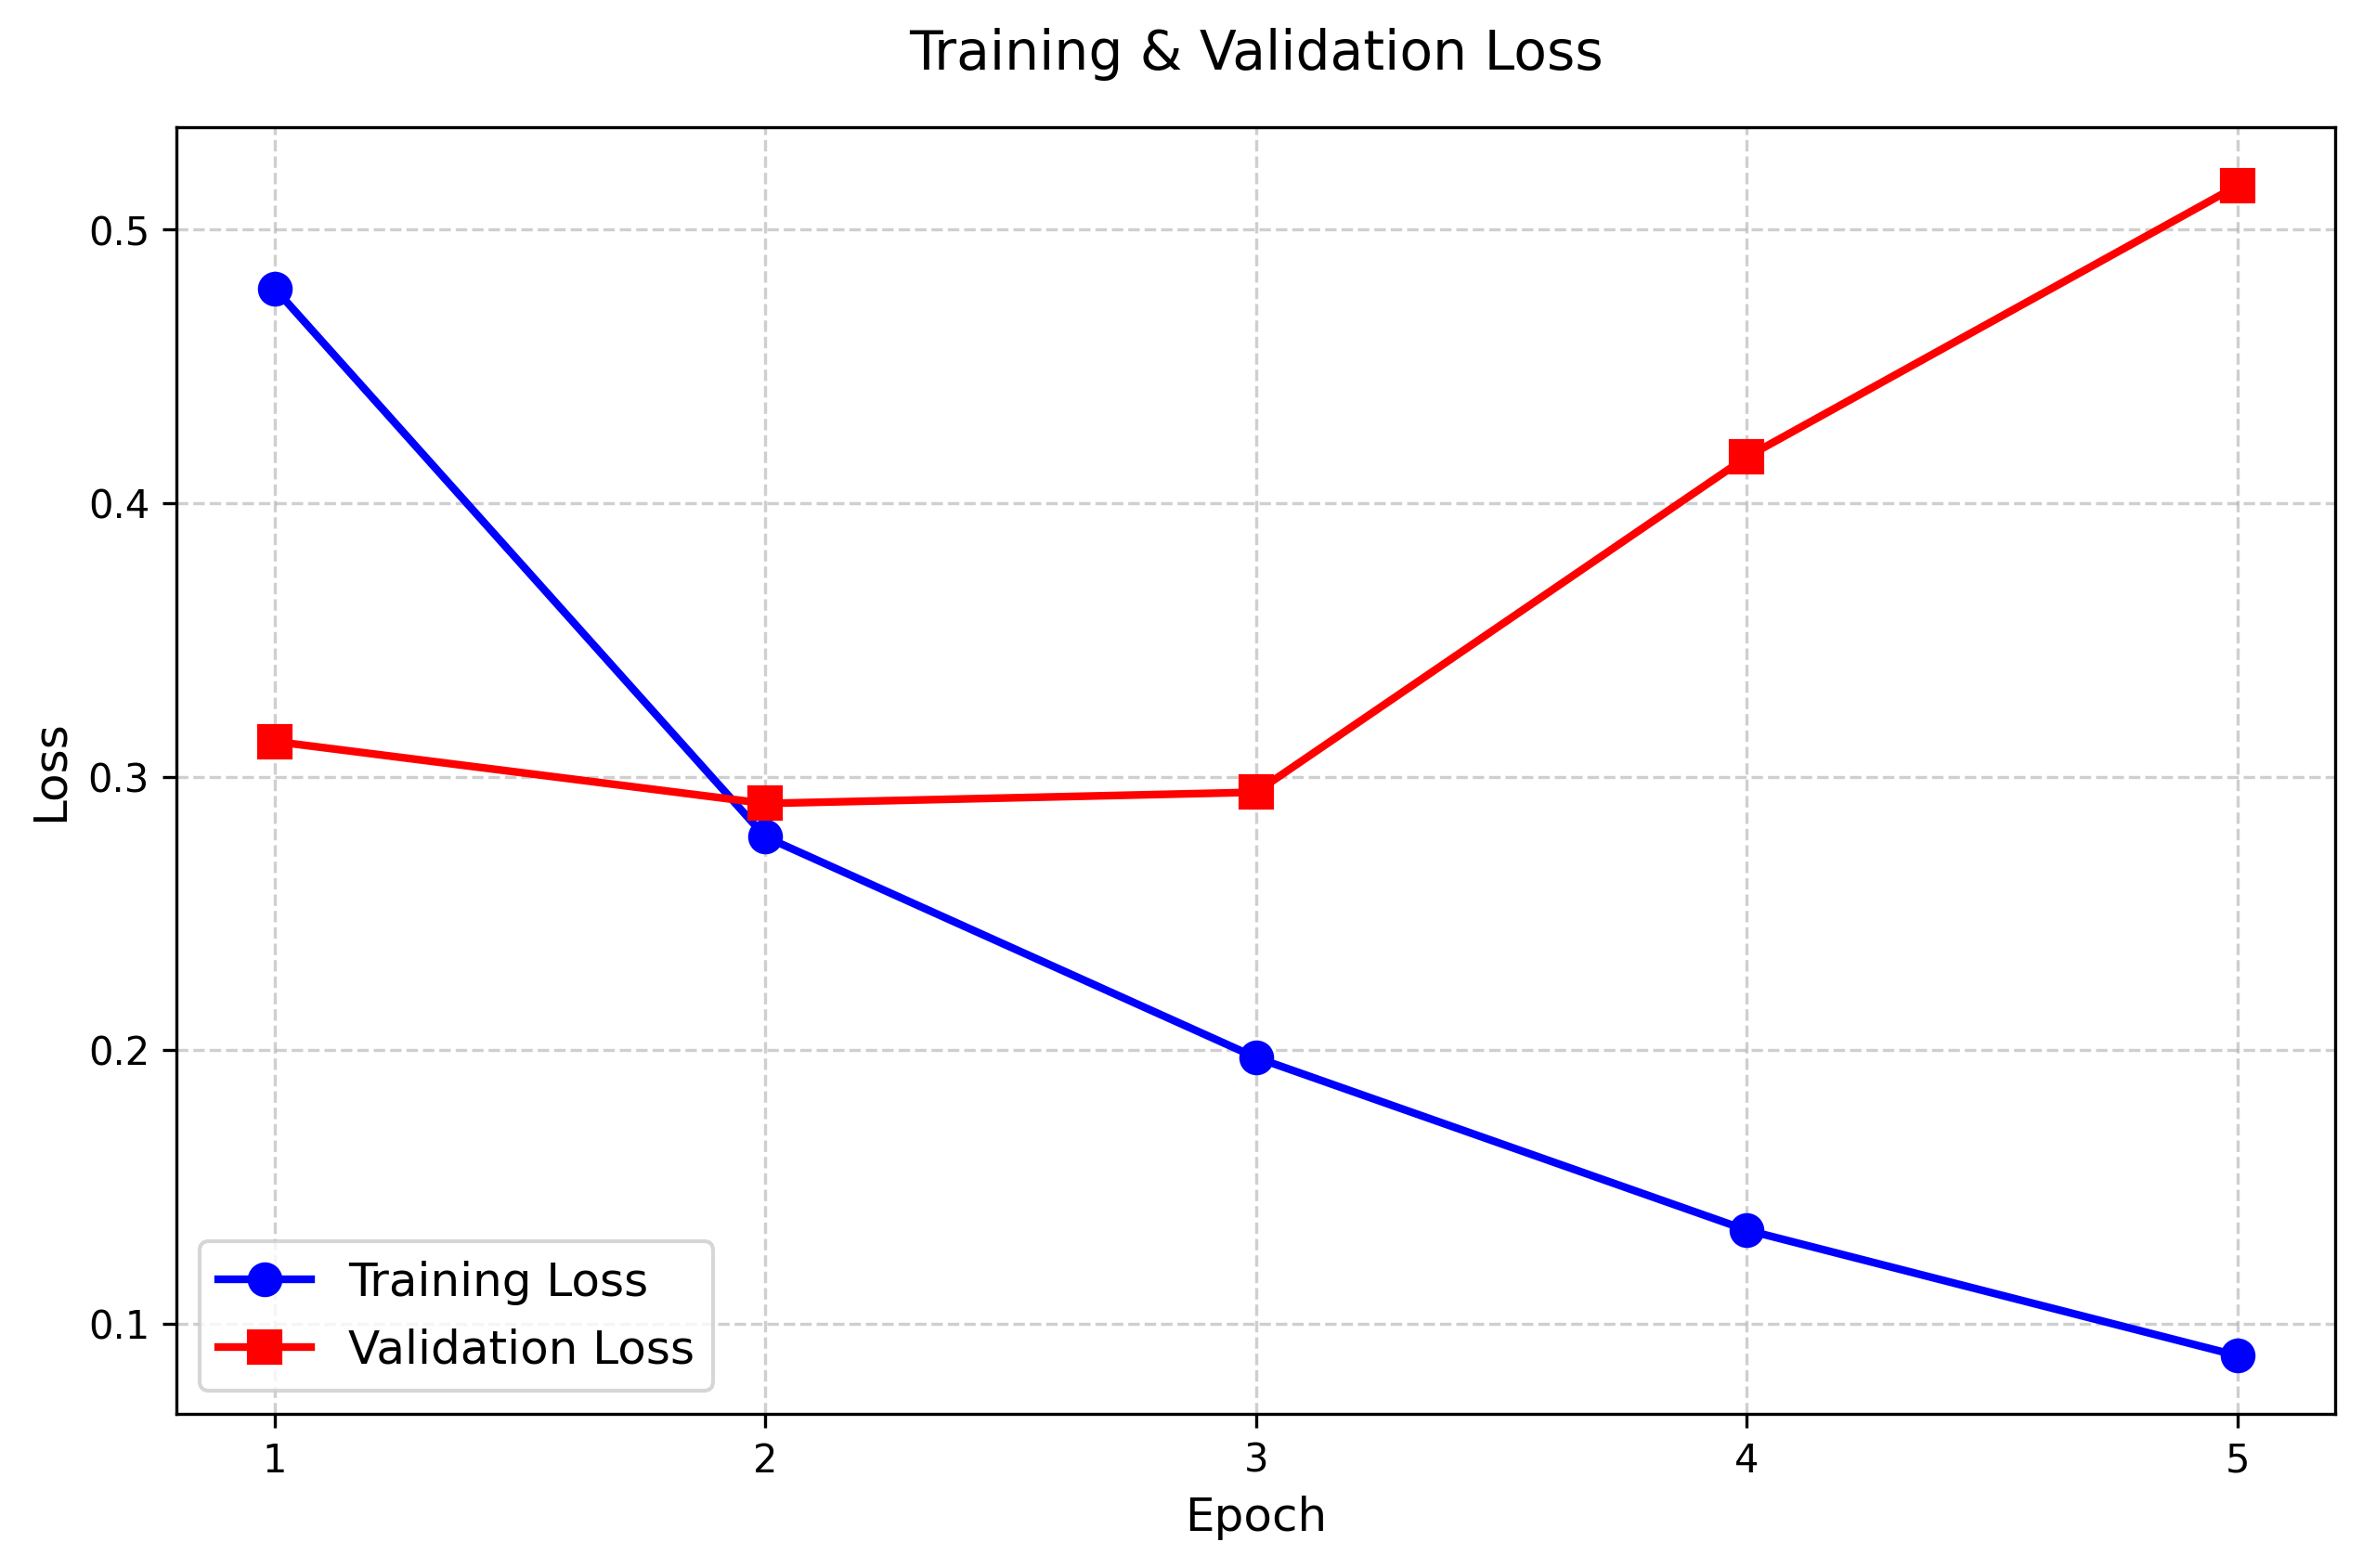 Training & Validation Loss
0.5
0.4
0.3
0.2
0.1
Loss
Training Loss
Validation Loss
1 2 3 4 5
Epoch